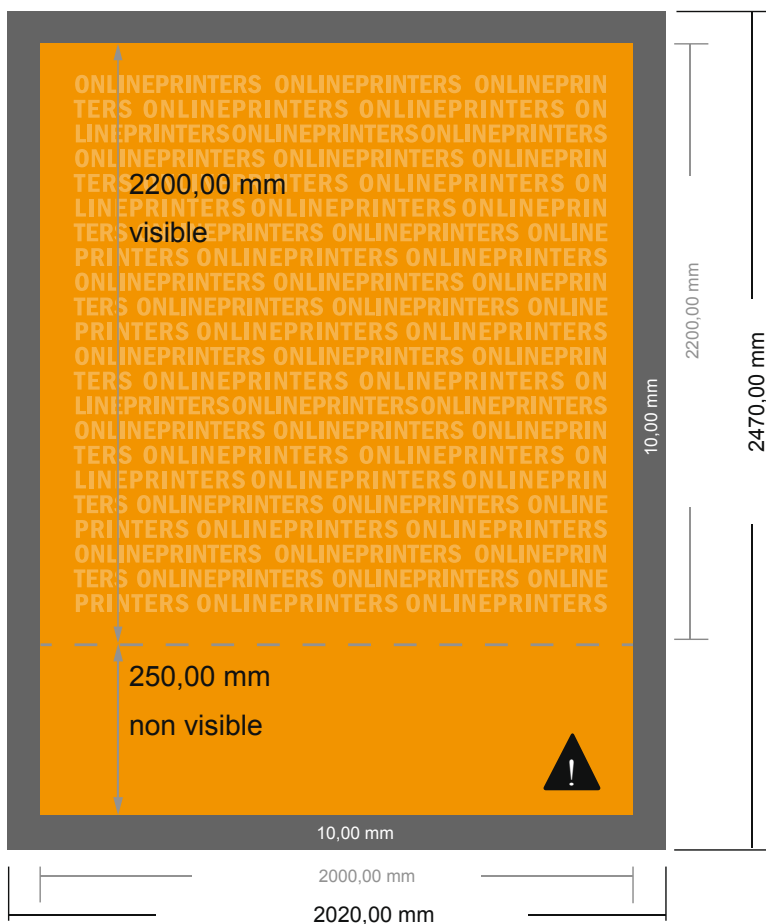 ONLINEPRINTERS ONLINEPRINTERS ONLINEPRIN
TERS ONLINEPRINTERS ONLINEPRINTERS ON
LINEPRINTERSONLINEPRINTERSONLINEPRINTERS
ONLINEPRINTERS ONLINEPRINTERS ONLINEPRIN
TERS ONLINEPRINTERS ONLINEPRINTERS ON
2200,00 mm
LINEPRINTERS ONLINEPRINTERS ONLINEPRIN
TERS ONLINEPRINTERS ONLINEPRINTERS ONLINE
visible
PRINTERS ONLINEPRINTERS ONLINEPRINTERS
ONLINEPRINTERS ONLINEPRINTERS ONLINEPRIN
TERS ONLINEPRINTERS ONLINEPRINTERS ONLINE
PRINTERS ONLINEPRINTERS ONLINEPRINTERS
ONLINEPRINTERS ONLINEPRINTERS ONLINEPRIN
TERS ONLINEPRINTERS ONLINEPRINTERS ON
LINEPRINTERSONLINEPRINTERSONLINEPRINTERS
ONLINEPRINTERS ONLINEPRINTERS ONLINEPRIN
TERS ONLINEPRINTERS ONLINEPRINTERS ON
LINEPRINTERS ONLINEPRINTERS ONLINEPRIN
TERS ONLINEPRINTERS ONLINEPRINTERS ONLINE
PRINTERS ONLINEPRINTERS ONLINEPRINTERS
ONLINEPRINTERS ONLINEPRINTERS ONLINEPRIN
TERS ONLINEPRINTERS ONLINEPRINTERS ONLINE
PRINTERS ONLINEPRINTERS ONLINEPRINTERS
250,00 mm
non visible
!
10,00 mm
2200,00 mm
2470,00 mm
10,00 mm
2000,00 mm
2020,00 mm